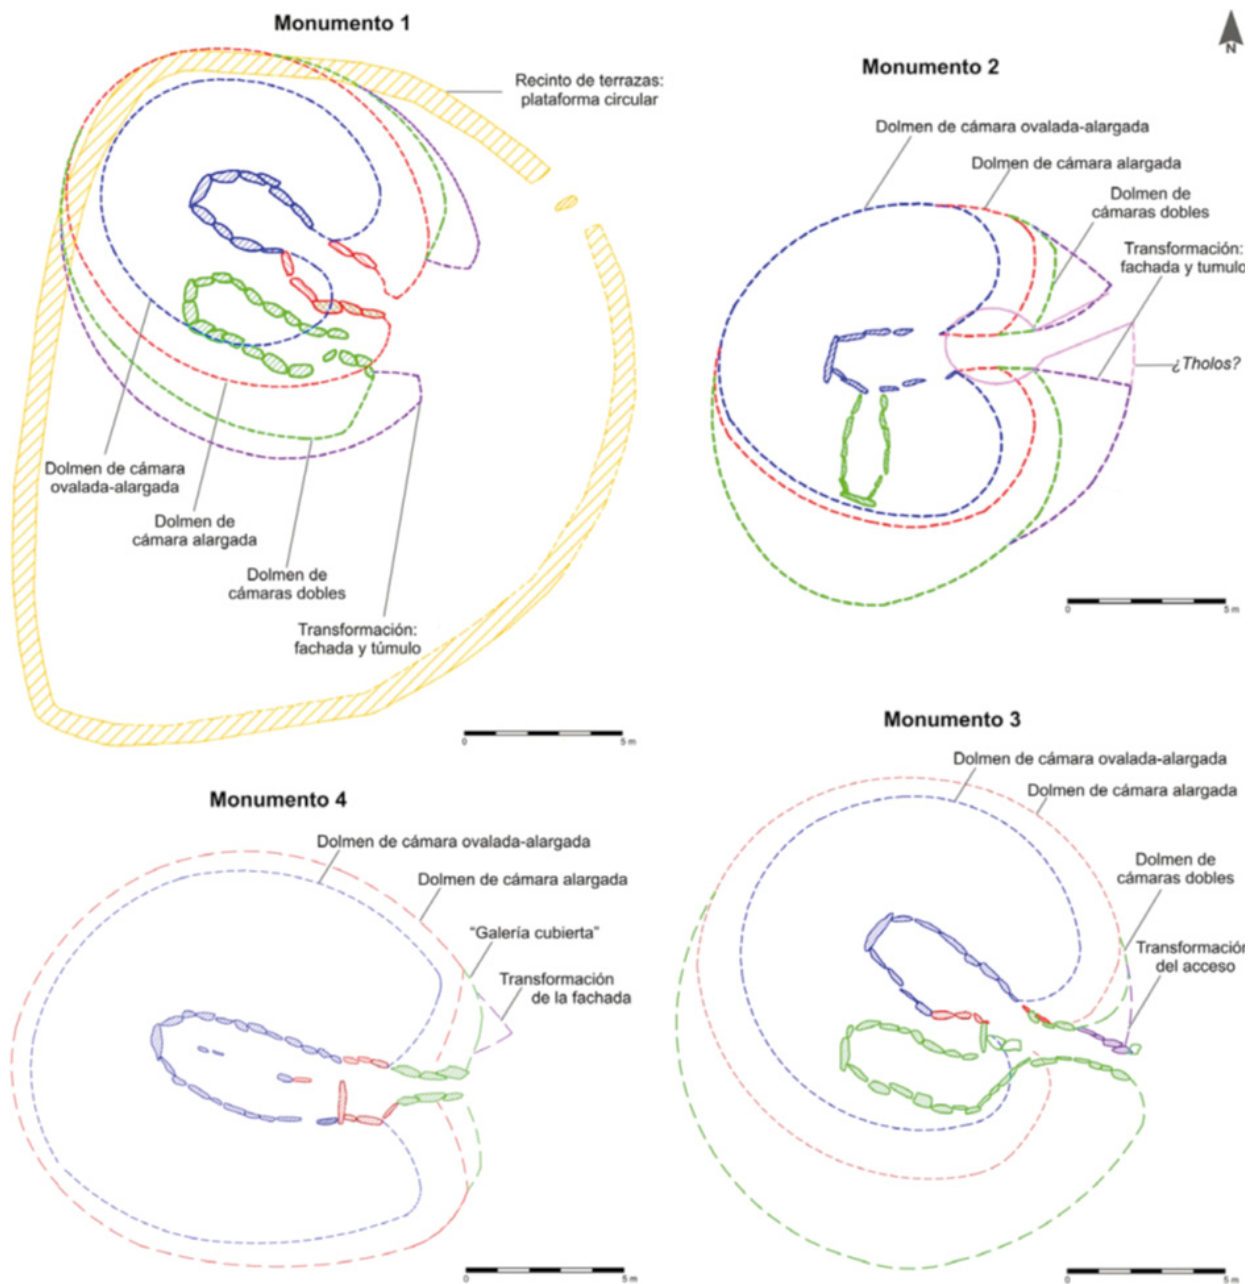 Monumento 1
Recinto de terrazas:
plataforma circular
Dolmen de cámara
ovalada-alargada
Dolmen de
cámara alargada
Dolmen de
cámaras dobles
Transformación:
fachada y túmulo
0 5 m
N
Monumento 2
Dolmen de cámara ovalada-alargada
Dolmen de cámara alargada
Dolmen de
cámaras dobles
Transformación:
fachada y tumulo
¿Tholos?
0 5 m
Monumento 4
Dolmen de cámara ovalada-alargada
Dolmen de cámara alargada
"Galería cubierta"
Transformación
de la fachada
0 5 m
Monumento 3
Dolmen de cámara ovalada-alargada
Dolmen de cámara alargada
Dolmen de
cámaras dobles
Transformación
del acceso
0 5 m